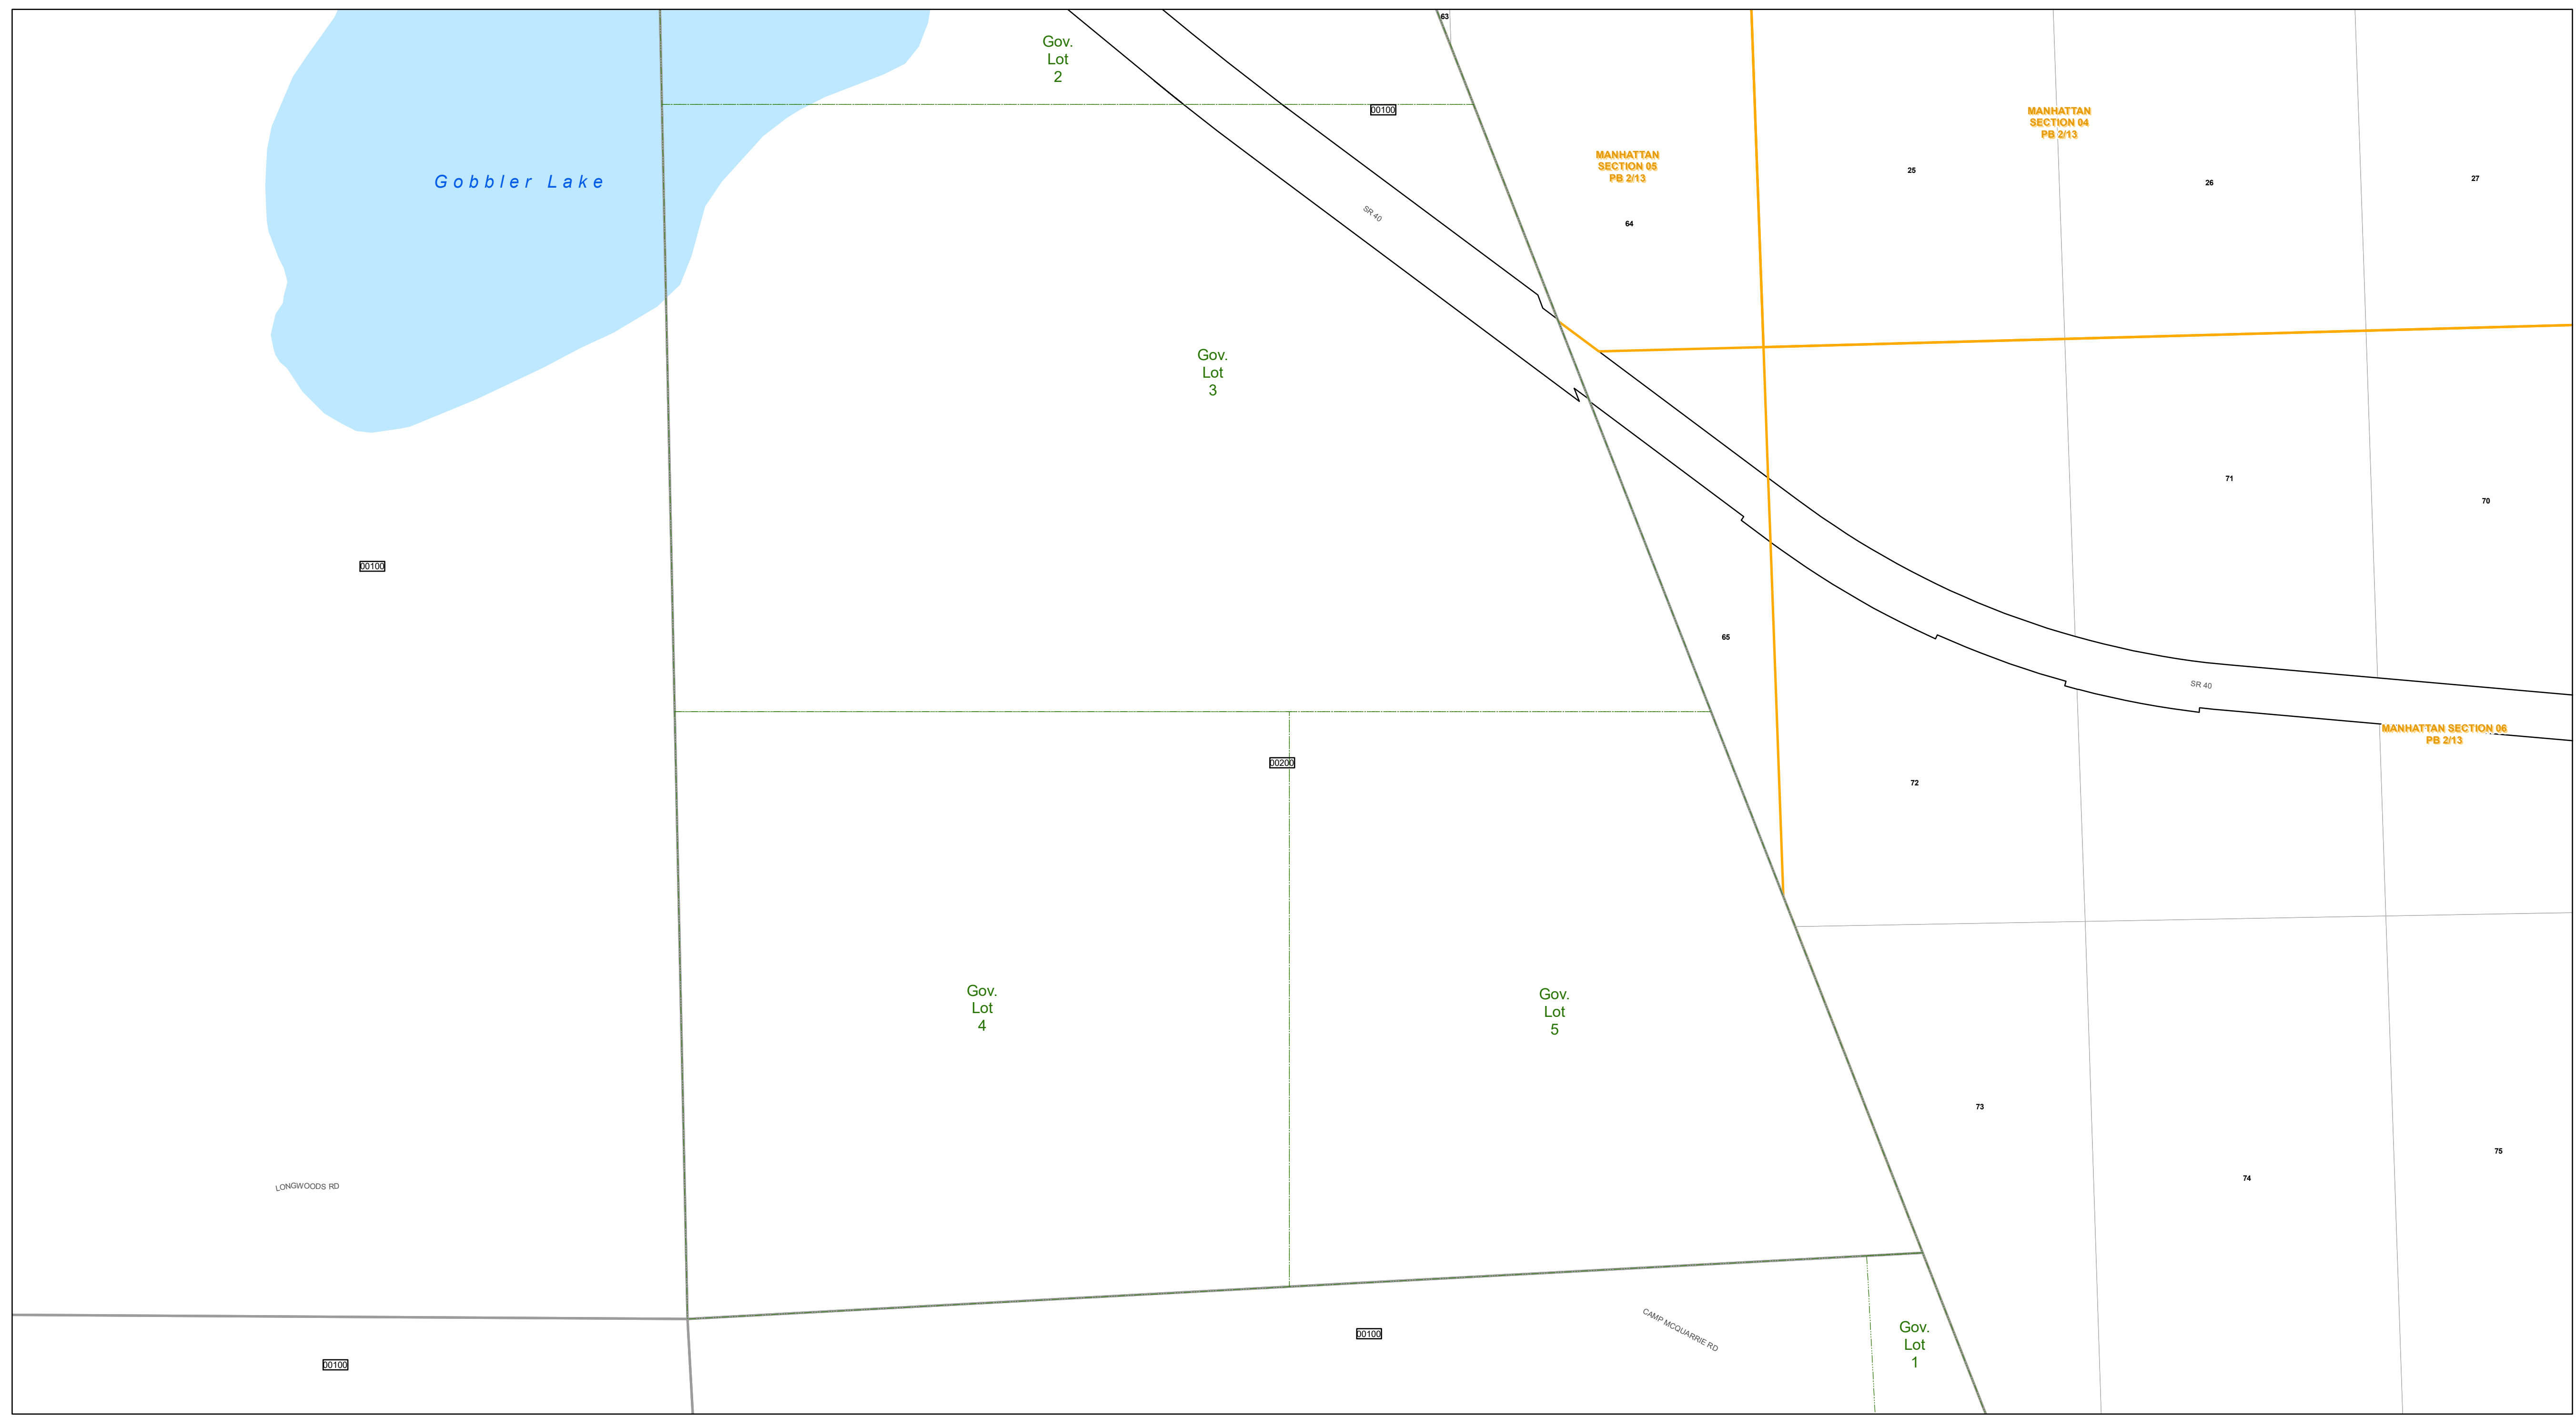 63
Gov.
Lot
2
00100
MANHATTAN
SECTION 04
PB 2/13
MANHATTAN
SECTION 05
PB 2/13
Gobbler Lake
25
26
27
SR 40
64
Gov.
Lot
3
71
70
00100
65
SR 40
MANHATTAN SECTION 06
PB 2/13
00200
72
Gov.
Lot
4
Gov.
Lot
5
73
75
74
LONGWOODS RD
CAMP MCQUARRIE RD
00100
Gov.
Lot
1
00100